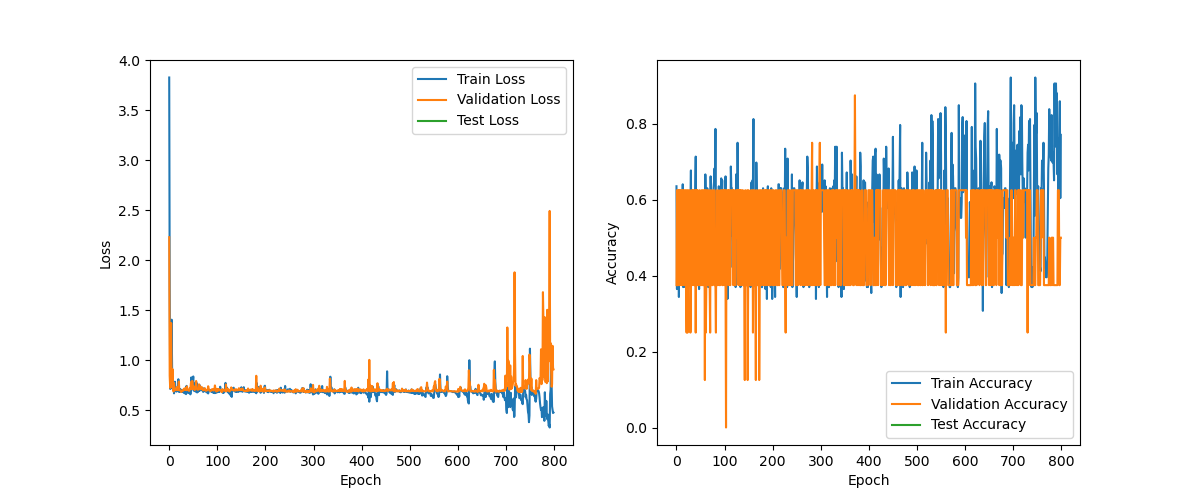 4.0
3.5
3.0
2.5
2.0
1.5
1.0
0.5
Loss
0 100 200 300 400 500 600 700 800
Epoch
Train Loss
Validation Loss
Test Loss
0.8
0.6
0.4
0.2
0.0
Accuracy
0 100 200 300 400 500 600 700 800
Epoch
Train Accuracy
Validation Accuracy
Test Accuracy